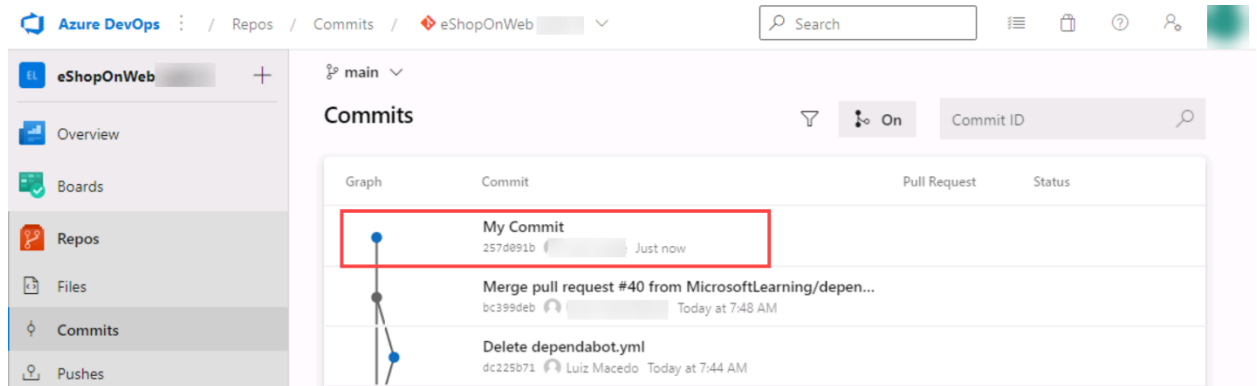 Azure DevOps / Repos / Commits / eShopOnWeb Search
EL eShopOnWeb
main
Overview
Commits On Commit ID
Boards
Graph Commit Pull Request Status
Repos
My Commit
257d091b Just now
Files
Merge pull request #40 from MicrosoftLearning/depen...
bc399deb Today at 7:48 AM
Commits
Delete dependabot.yml
dc225b71 Luiz Macedo Today at 7:44 AM
Pushes